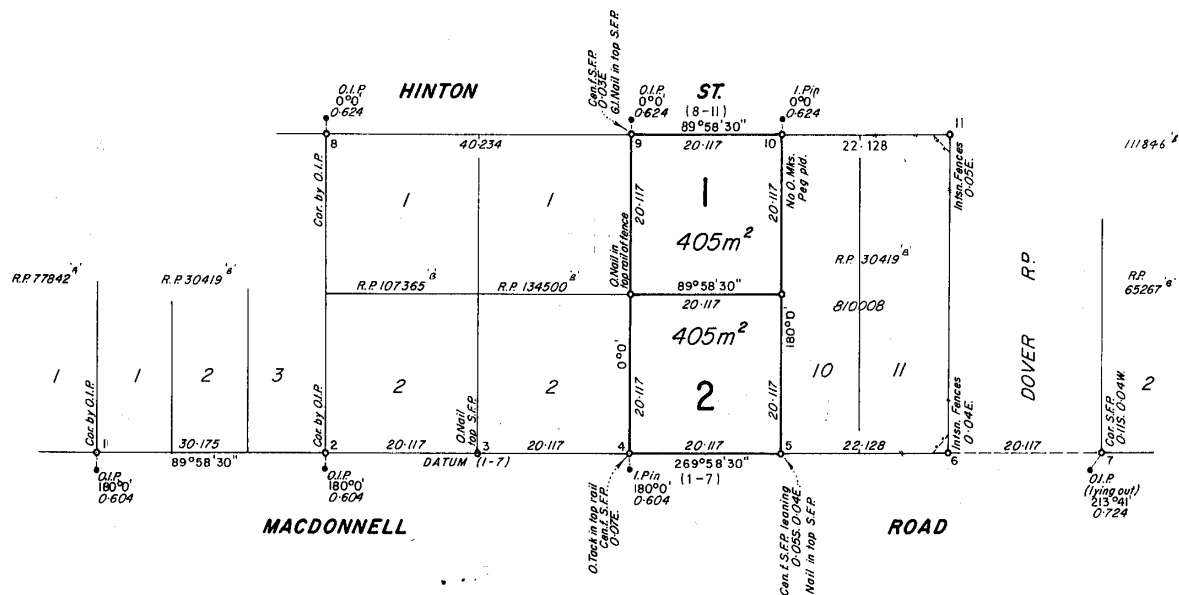 HINTON ST.
(8-11)
89°58'30"
O.I.P.
0°0'
0·624
Cen.f.S.F.P.
0·03E
G.I.Nail in top S.F.P.
O.I.P.
0°0'
0·624
I.Pin
0°0'
0·624
8
40·234
9
20·117
10
22·128
11
111846 'B'
Cor. by O.I.P.
1
1
20·117
1
405m²
20·117
No O. Mks.
Peg pld.
Intsn. Fences
0·05E.
O.Nail in
top rail of fence
R.P. 77842 'A'
R.P. 30419 'B'
R.P. 107365 'B'
R.P. 134500 'B'
89°58'30"
20·117
R.P. 30419 'B'
810008
DOVER R.P.
R.P.
65267 'B'
405m²
0°0'
180°0'
1
1
2
3
2
2
2
10
11
2
20·117
20·117
Cor. by O.I.P.
Cor. by O.I.P.
O.Nail
top S.F.P.
Intsn. Fences
0·04E.
Cor. S.F.P.
0·11S. 0·04W.
1
30·175
2
20·117
3
20·117
4
20·117
5
22·128
6
20·117
7
89°58'30"
DATUM (1-7)
269°58'30"
(1-7)
O.I.P.
180°0'
0·604
O.I.P.
180°0'
0·604
I.Pin
180°0'
0·604
O.I.P.
(lying out)
213°41'
0·724
O.Tack in top rail
Cen.f. S.F.P.
0·07E.
Cen.f. S.F.P. leaning
0·05S. 0·04E.
Nail in top S.F.P.
MACDONNELL ROAD